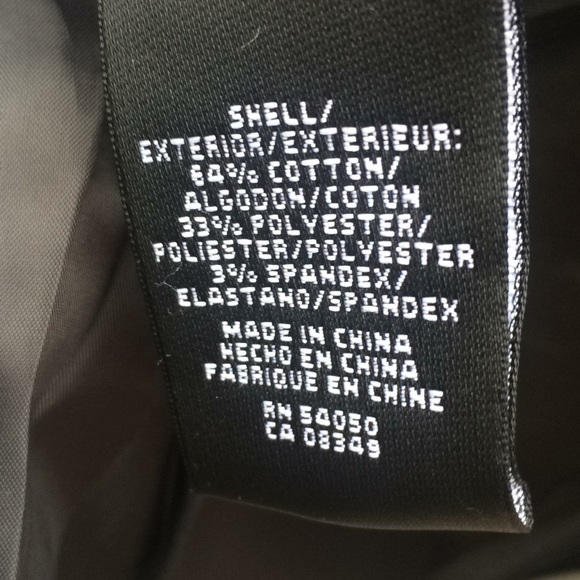 SHELL/
EXTERIOR/EXTERIEUR:
64% COTTON/
ALGODON/COTON
33% POLYESTER/
POLIESTER/POLYESTER
3% SPANDEX/
ELASTANO/SPANDEX
MADE IN CHINA
HECHO EN CHINA
FABRIQUE EN CHINE
RN 54050
CA 08349